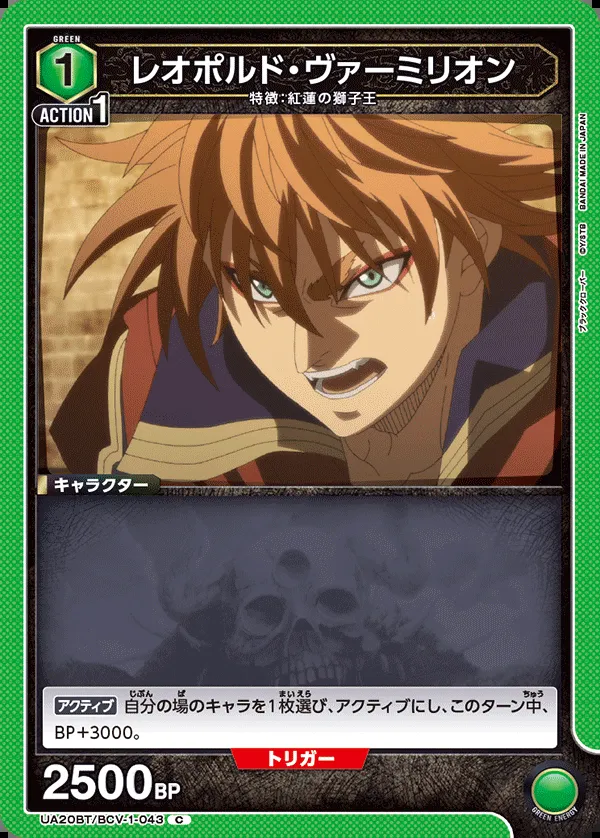 GREEN
1
ACTION 1
レオポルド・ヴァーミリオン
特徴:紅蓮の獅子王
BANDAI MADE IN JAPAN
©Y/STB
ブラッククローバー
キャラクター
アクティブ 自分の場のキャラを1枚選び、アクティブにし、このターン中、
BP+3000。
トリガー
2500BP
UA20BT/BCV-1-043 C
GREEN ENERGY